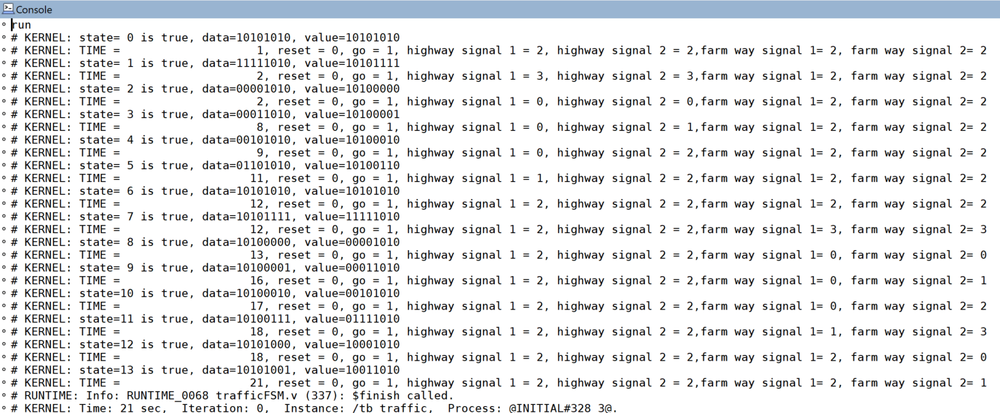 Console
run
# KERNEL: state= 0 is true, data=10101010, value=10101010
# KERNEL: TIME =                    1, reset = 0, go = 1, highway signal 1 = 2, highway signal 2 = 2,farm way signal 1= 2, farm way signal 2= 2
# KERNEL: state= 1 is true, data=11111010, value=10101111
# KERNEL: TIME =                    2, reset = 0, go = 1, highway signal 1 = 3, highway signal 2 = 3,farm way signal 1= 2, farm way signal 2= 2
# KERNEL: state= 2 is true, data=00001010, value=10100000
# KERNEL: TIME =                    2, reset = 0, go = 1, highway signal 1 = 0, highway signal 2 = 0,farm way signal 1= 2, farm way signal 2= 2
# KERNEL: state= 3 is true, data=00011010, value=10100001
# KERNEL: TIME =                    8, reset = 0, go = 1, highway signal 1 = 0, highway signal 2 = 1,farm way signal 1= 2, farm way signal 2= 2
# KERNEL: state= 4 is true, data=00101010, value=10100010
# KERNEL: TIME =                    9, reset = 0, go = 1, highway signal 1 = 0, highway signal 2 = 2,farm way signal 1= 2, farm way signal 2= 2
# KERNEL: state= 5 is true, data=01101010, value=10100110
# KERNEL: TIME =                   11, reset = 0, go = 1, highway signal 1 = 1, highway signal 2 = 2,farm way signal 1= 2, farm way signal 2= 2
# KERNEL: state= 6 is true, data=10101010, value=10101010
# KERNEL: TIME =                   12, reset = 0, go = 1, highway signal 1 = 2, highway signal 2 = 2,farm way signal 1= 2, farm way signal 2= 2
# KERNEL: state= 7 is true, data=10101111, value=11111010
# KERNEL: TIME =                   12, reset = 0, go = 1, highway signal 1 = 2, highway signal 2 = 2,farm way signal 1= 3, farm way signal 2= 3
# KERNEL: state= 8 is true, data=10100000, value=00001010
# KERNEL: TIME =                   13, reset = 0, go = 1, highway signal 1 = 2, highway signal 2 = 2,farm way signal 1= 0, farm way signal 2= 0
# KERNEL: state= 9 is true, data=10100001, value=00011010
# KERNEL: TIME =                   16, reset = 0, go = 1, highway signal 1 = 2, highway signal 2 = 2,farm way signal 1= 0, farm way signal 2= 1
# KERNEL: state=10 is true, data=10100010, value=00101010
# KERNEL: TIME =                   17, reset = 0, go = 1, highway signal 1 = 2, highway signal 2 = 2,farm way signal 1= 0, farm way signal 2= 2
# KERNEL: state=11 is true, data=10100111, value=01111010
# KERNEL: TIME =                   18, reset = 0, go = 1, highway signal 1 = 2, highway signal 2 = 2,farm way signal 1= 1, farm way signal 2= 3
# KERNEL: state=12 is true, data=10101000, value=10001010
# KERNEL: TIME =                   18, reset = 0, go = 1, highway signal 1 = 2, highway signal 2 = 2,farm way signal 1= 2, farm way signal 2= 0
# KERNEL: state=13 is true, data=10101001, value=10011010
# KERNEL: TIME =                   21, reset = 0, go = 1, highway signal 1 = 2, highway signal 2 = 2,farm way signal 1= 2, farm way signal 2= 1
# RUNTIME: Info: RUNTIME_0068 trafficFSM.v (337): $finish called.
# KERNEL: Time: 21 sec,  Iteration: 0,  Instance: /tb_traffic,  Process: @INITIAL#328_3@.